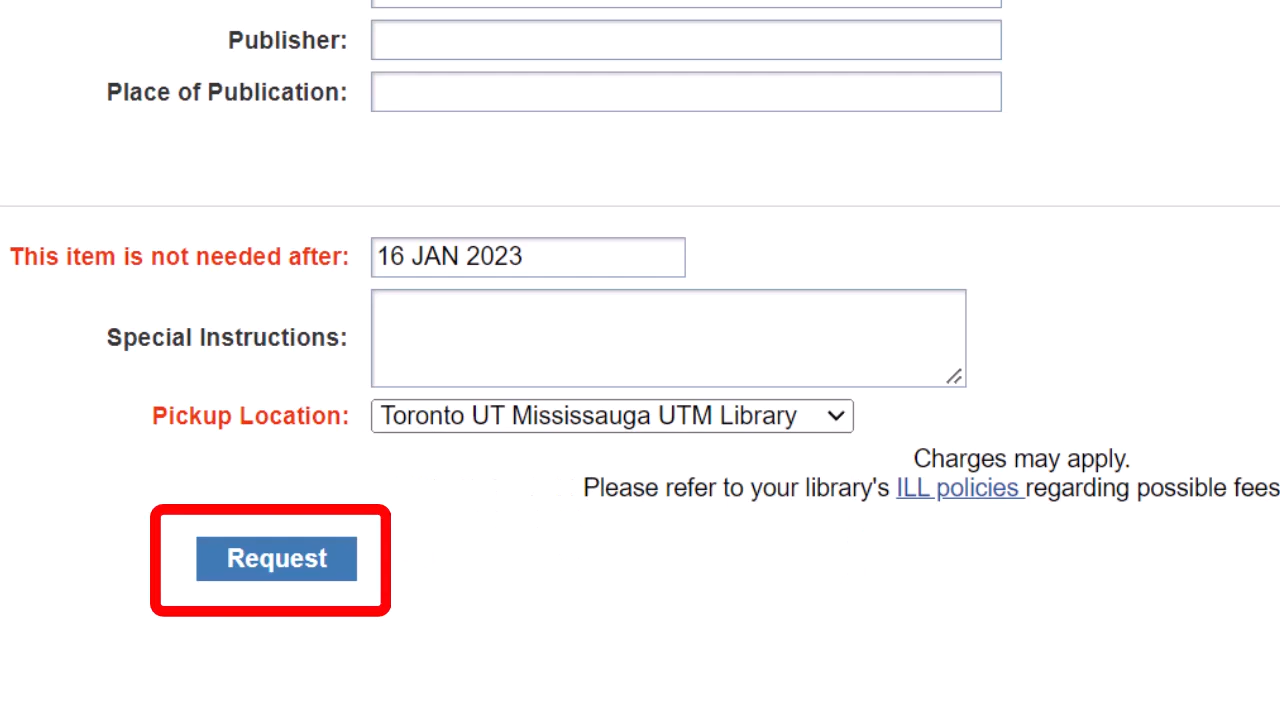 Publisher:
Place of Publication:
This item is not needed after: 16 JAN 2023
Special Instructions:
Pickup Location: Toronto UT Mississauga UTM Library
Charges may apply.
Please refer to your library's ILL policies regarding possible fees
Request